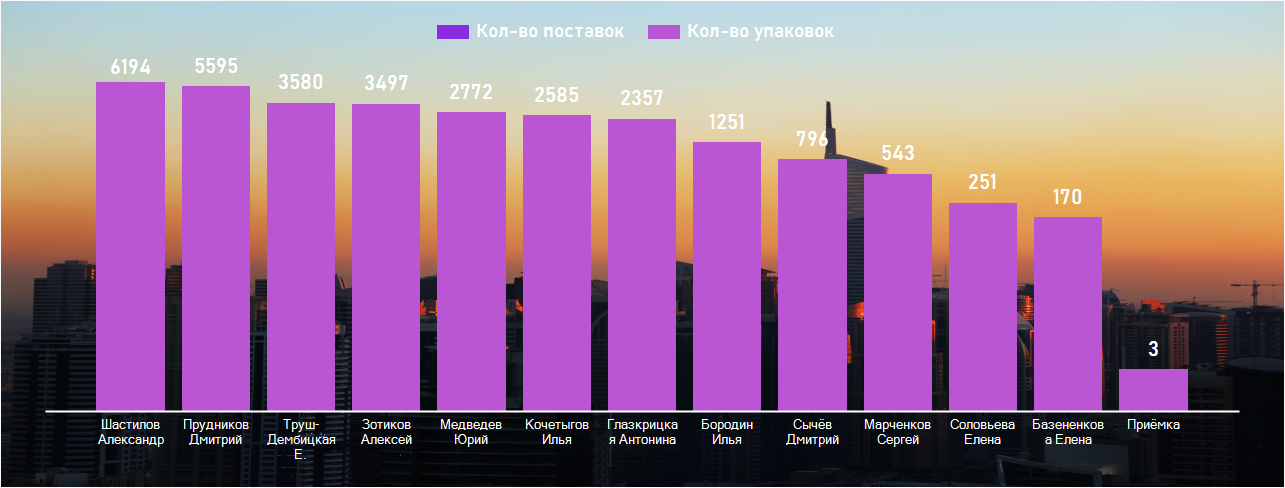 Кол-во поставок Кол-во упаковок
6194 5595 3580 3497 2772 2585 2357 1251 796 543 251 170 3
Шастилов Александр
Прудников Дмитрий
Труш-Дембицкая Е.
Зотиков Алексей
Медведев Юрий
Кочетыгов Илья
Глазкрицкая Антонина
Бородин Илья
Сычёв Дмитрий
Марченков Сергей
Соловьева Елена
Базененкова Елена
Приёмка